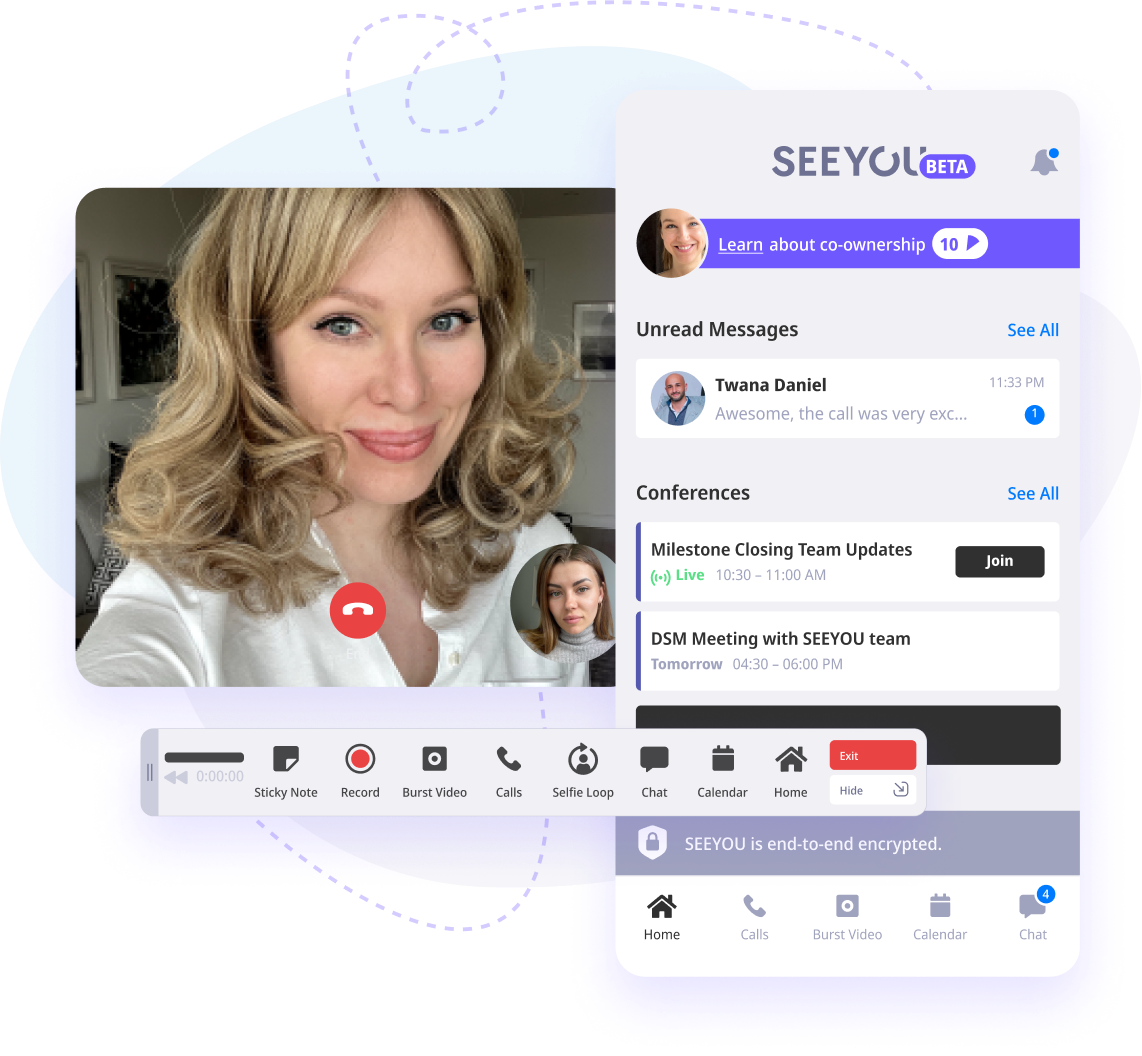 SEEYOU BETA
Learn about co-ownership 10
Unread Messages See All
Twana Daniel 11:33 PM
Awesome, the call was very exc... 1
Conferences See All
Milestone Closing Team Updates
Live 10:30 – 11:00 AM
Join
DSM Meeting with SEEYOU team
Tomorrow 04:30 – 06:00 PM
0:00:00
Sticky Note Record Burst Video Calls Selfie Loop Chat Calendar Home
Exit
Hide
SEEYOU is end-to-end encrypted.
4
Home Calls Burst Video Calendar Chat